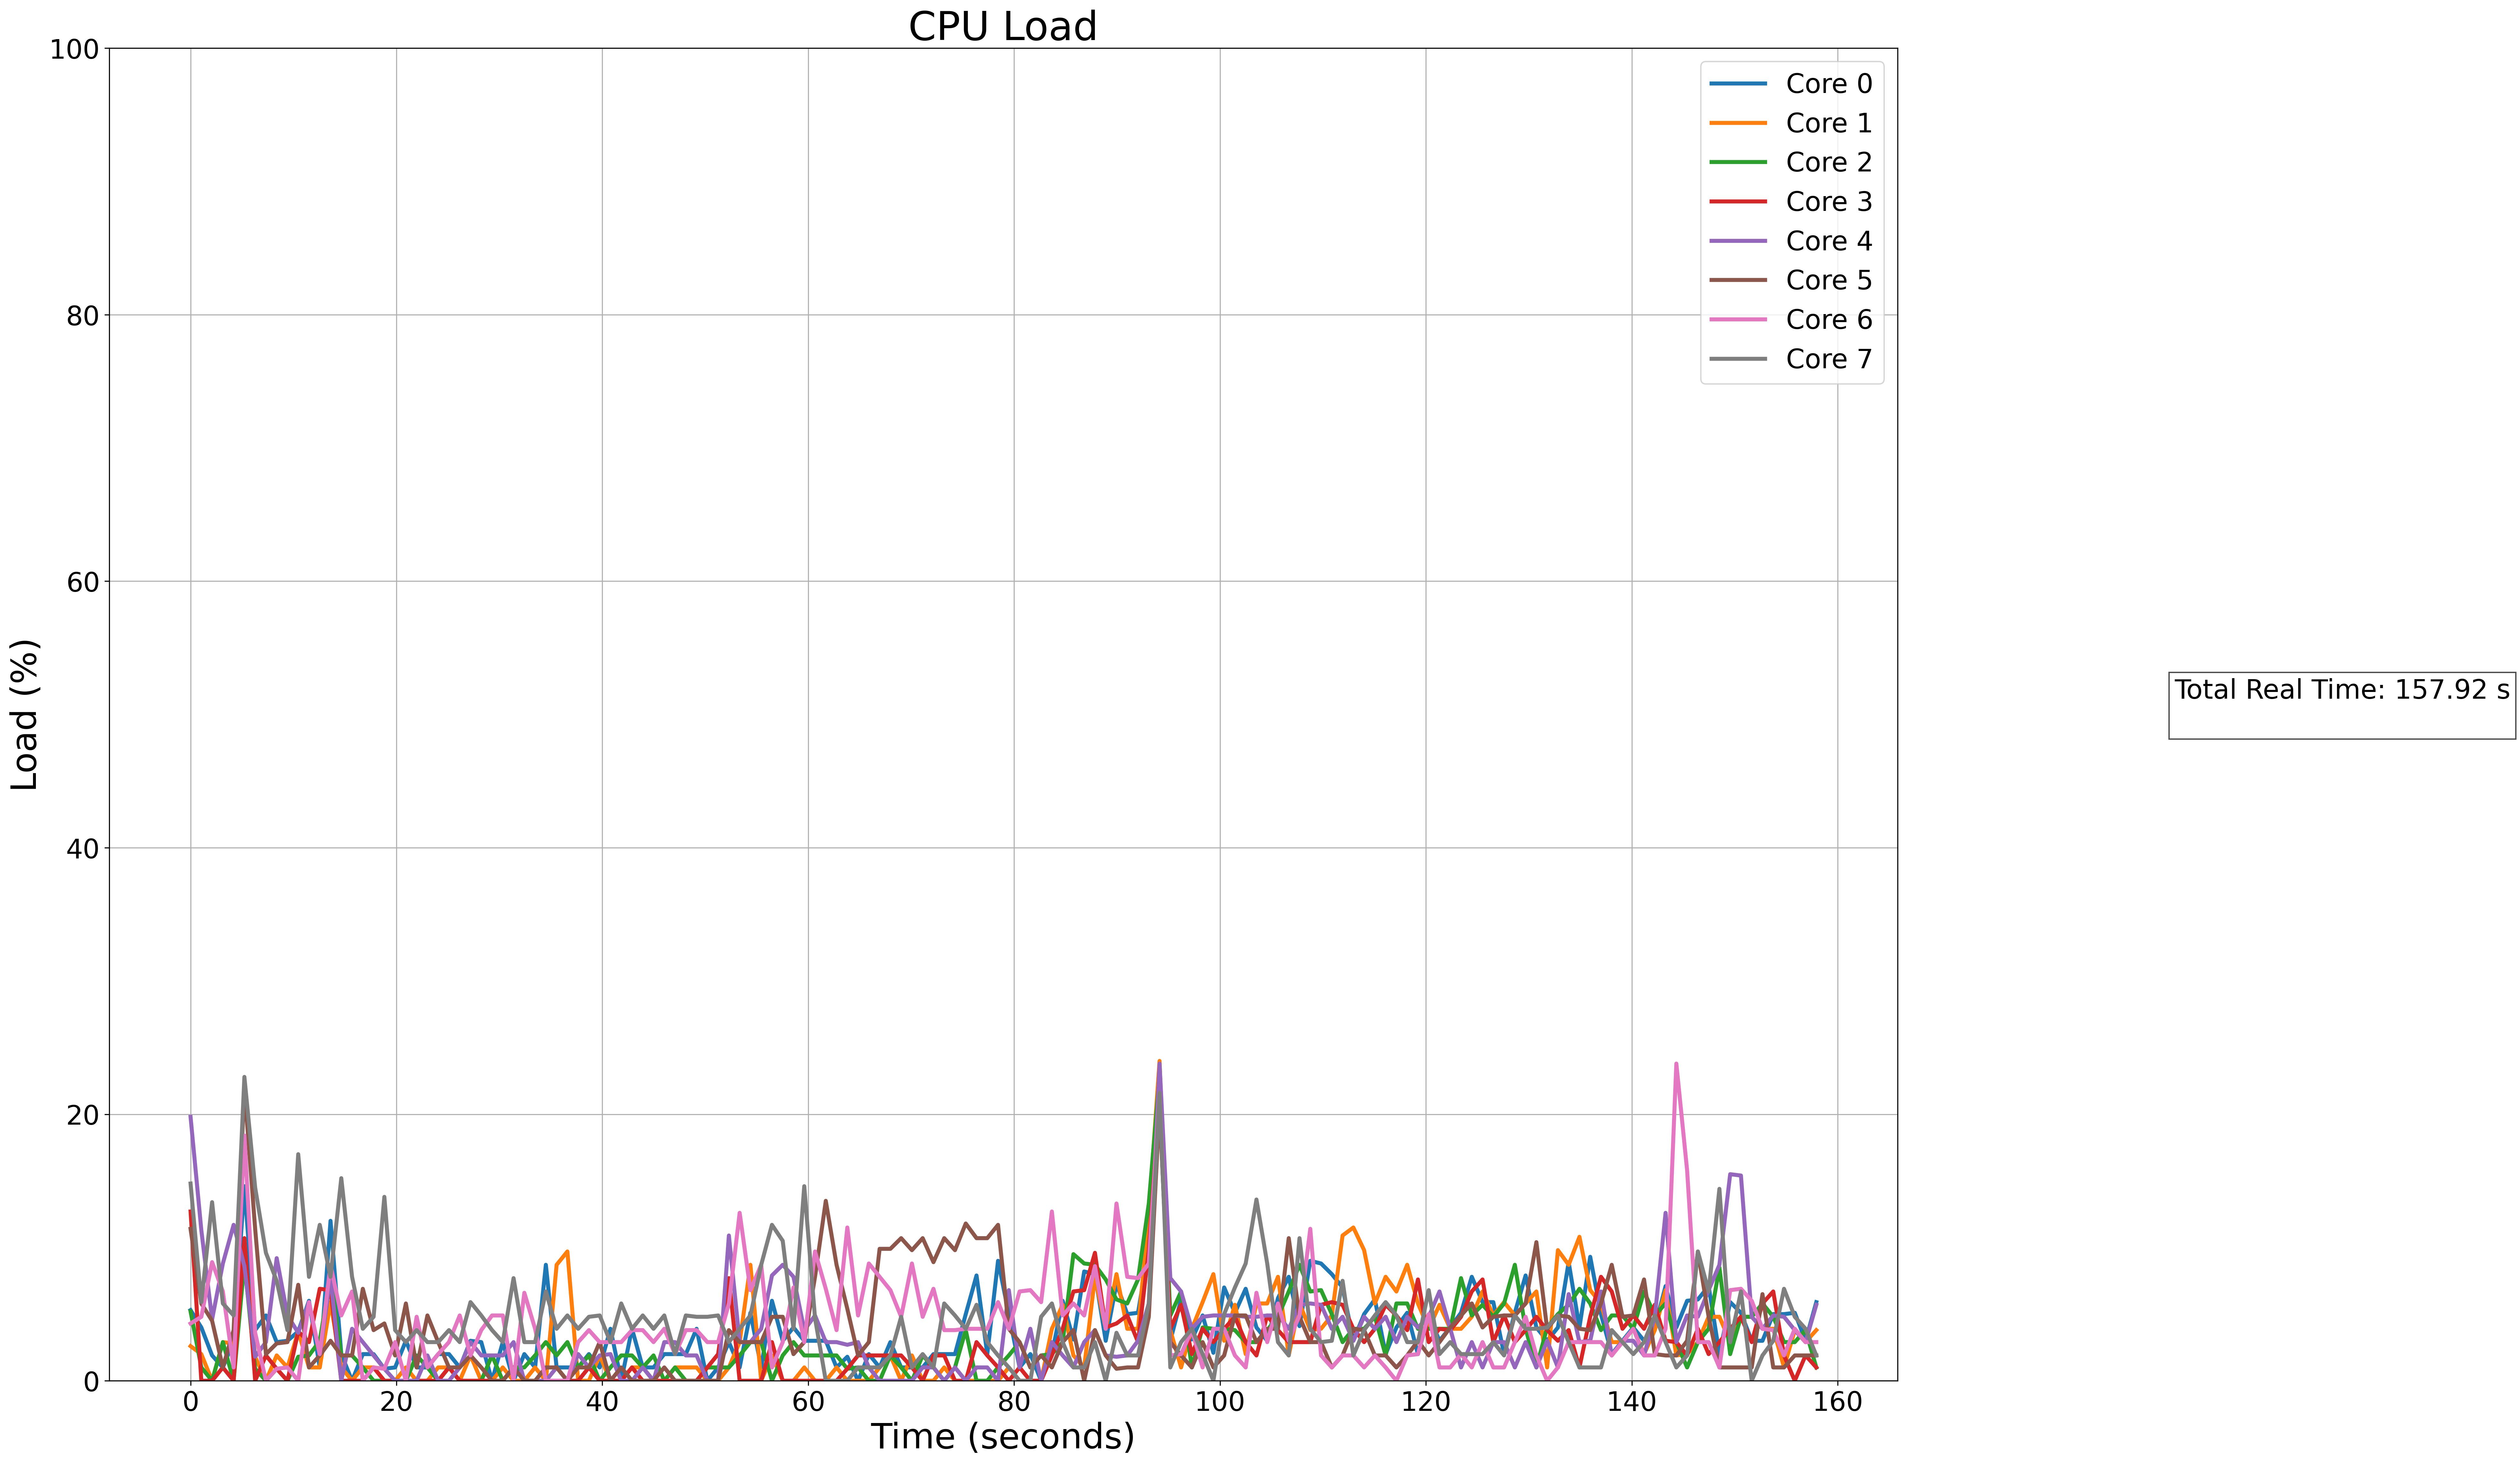 CPU Load
100
80
60
40
20
0
Load (%)
0 20 40 60 80 100 120 140 160
Time (seconds)
Core 0
Core 1
Core 2
Core 3
Core 4
Core 5
Core 6
Core 7
Total Real Time: 157.92 s